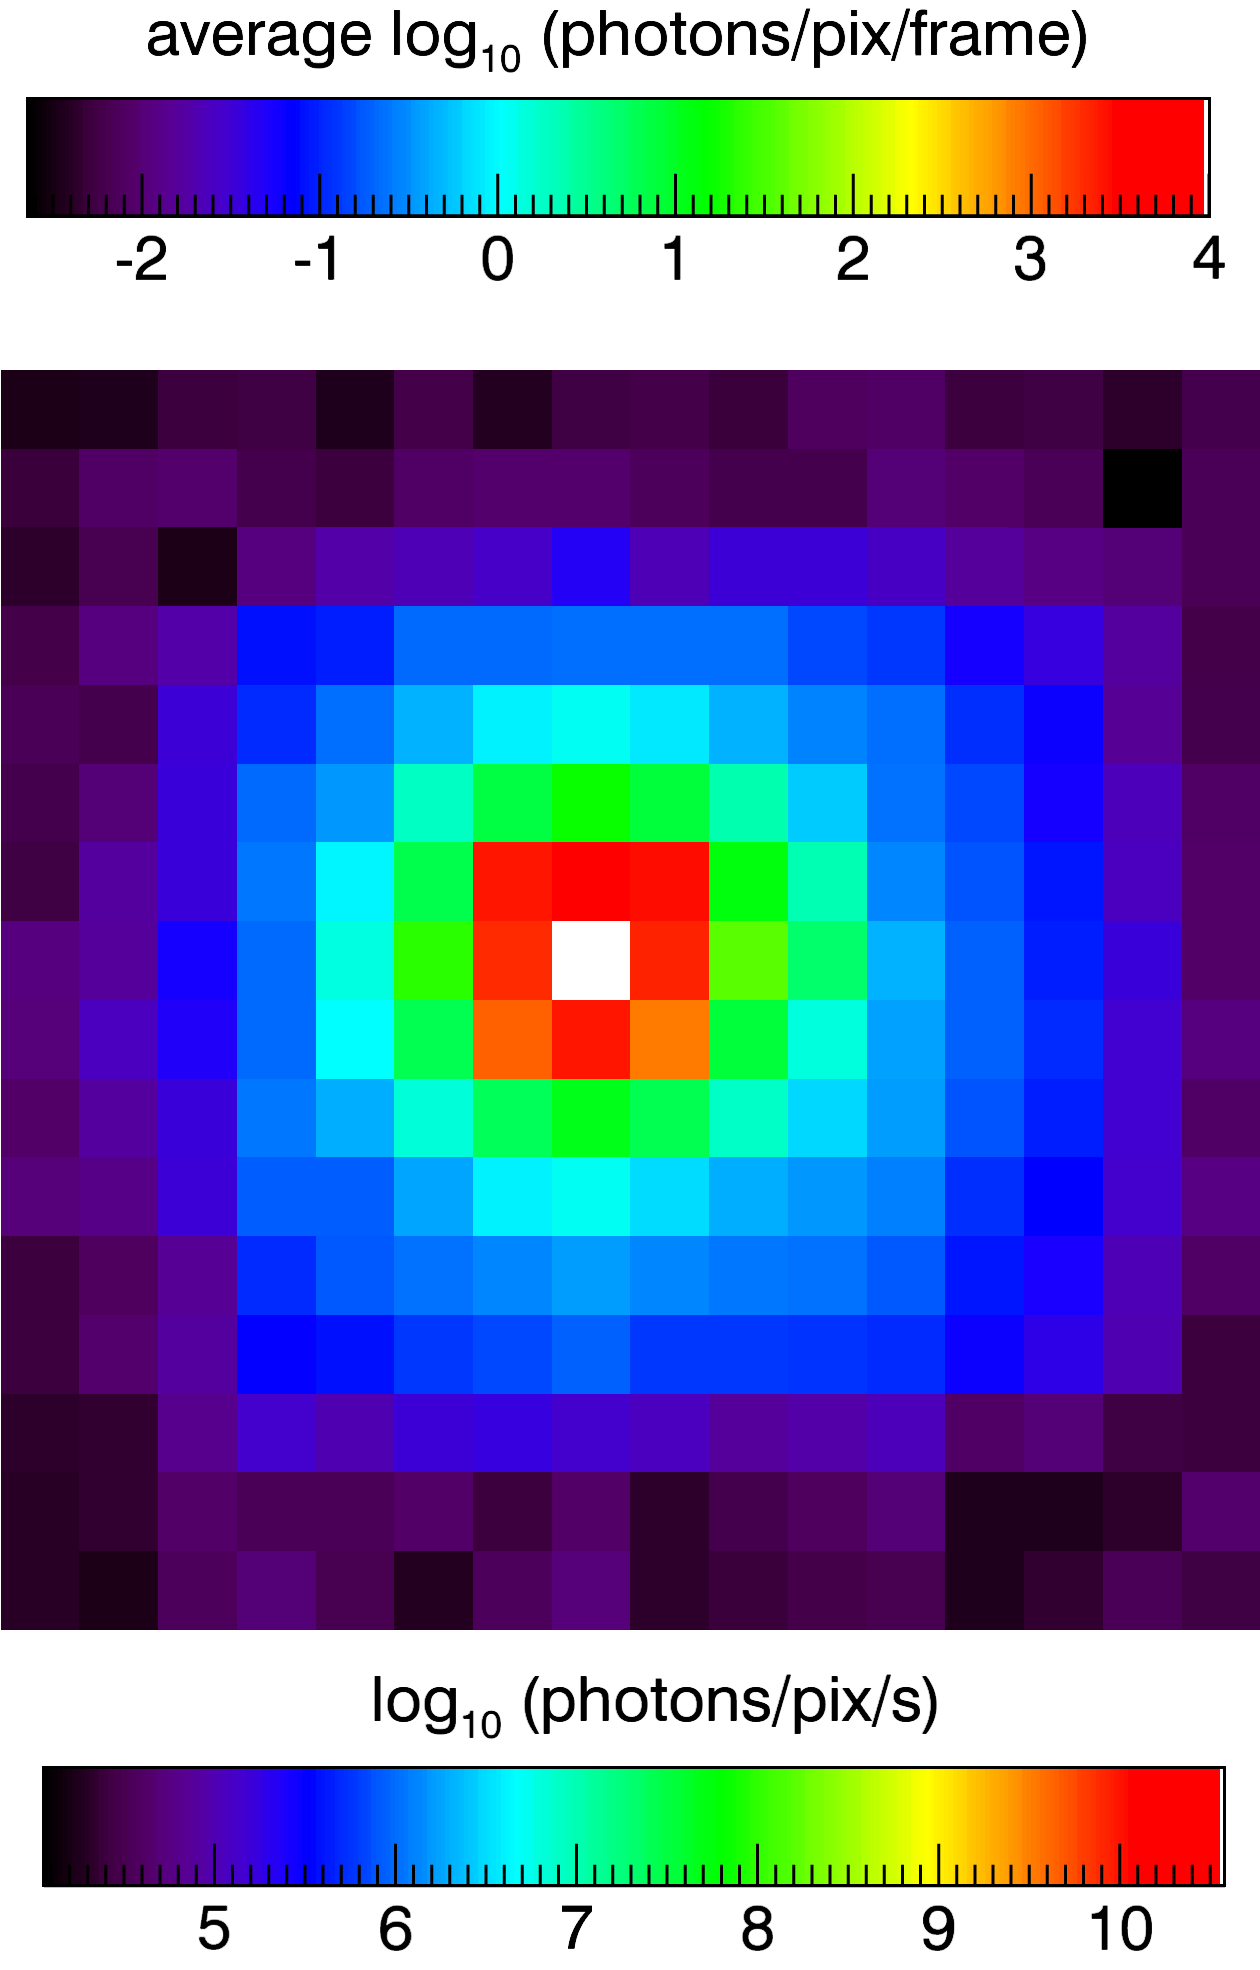 average log₁₀ (photons/pix/frame)
-2 -1 0 1 2 3 4
log₁₀ (photons/pix/s)
5 6 7 8 9 10